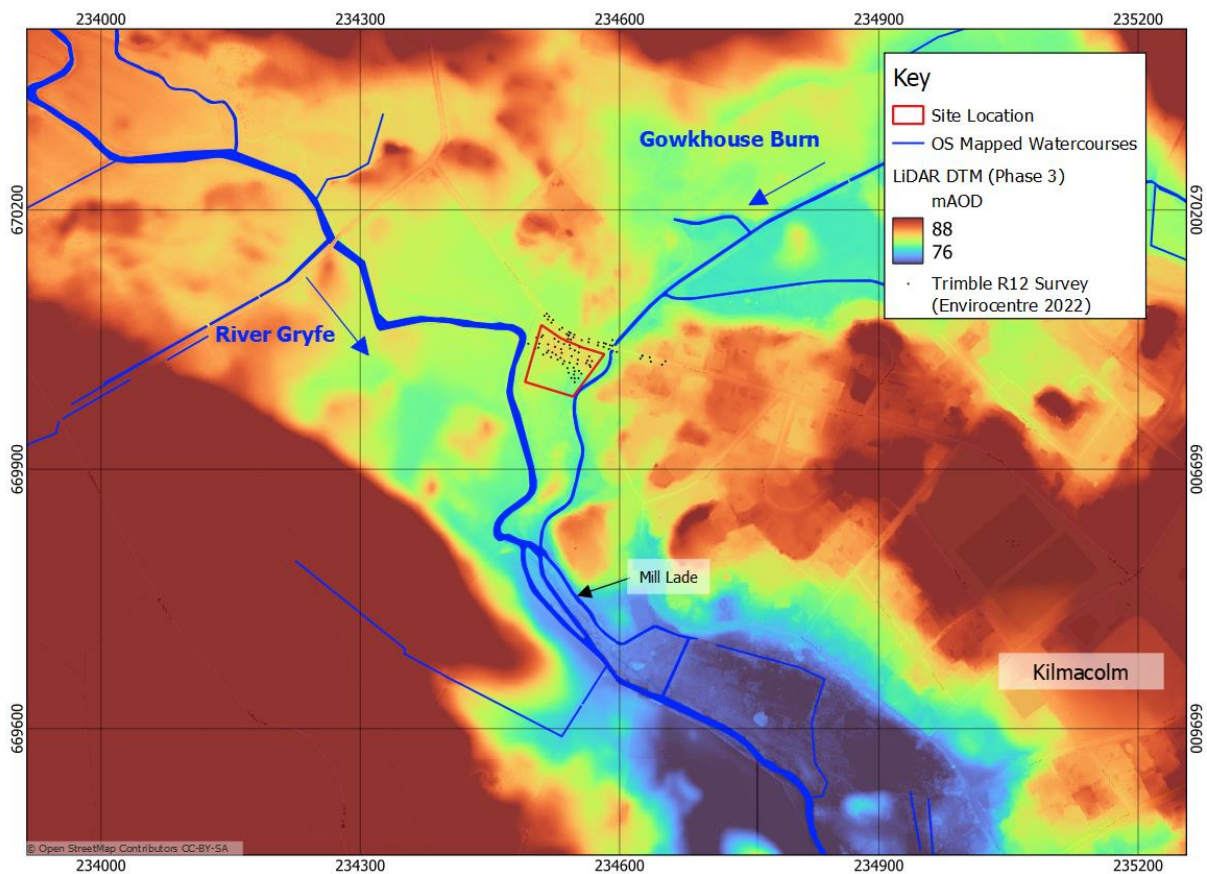 234000 234300 234600 234900 235200
Key
Site Location
OS Mapped Watercourses
LiDAR DTM (Phase 3)
mAOD
88
76
Trimble R12 Survey
(Envirocentre 2022)
Gowkhouse Burn
670200 670200
River Gryfe
669900 669900
Mill Lade
Kilmacolm
669600 669600
© Open StreetMap Contributors CC-BY-SA
234000 234300 234600 234900 235200